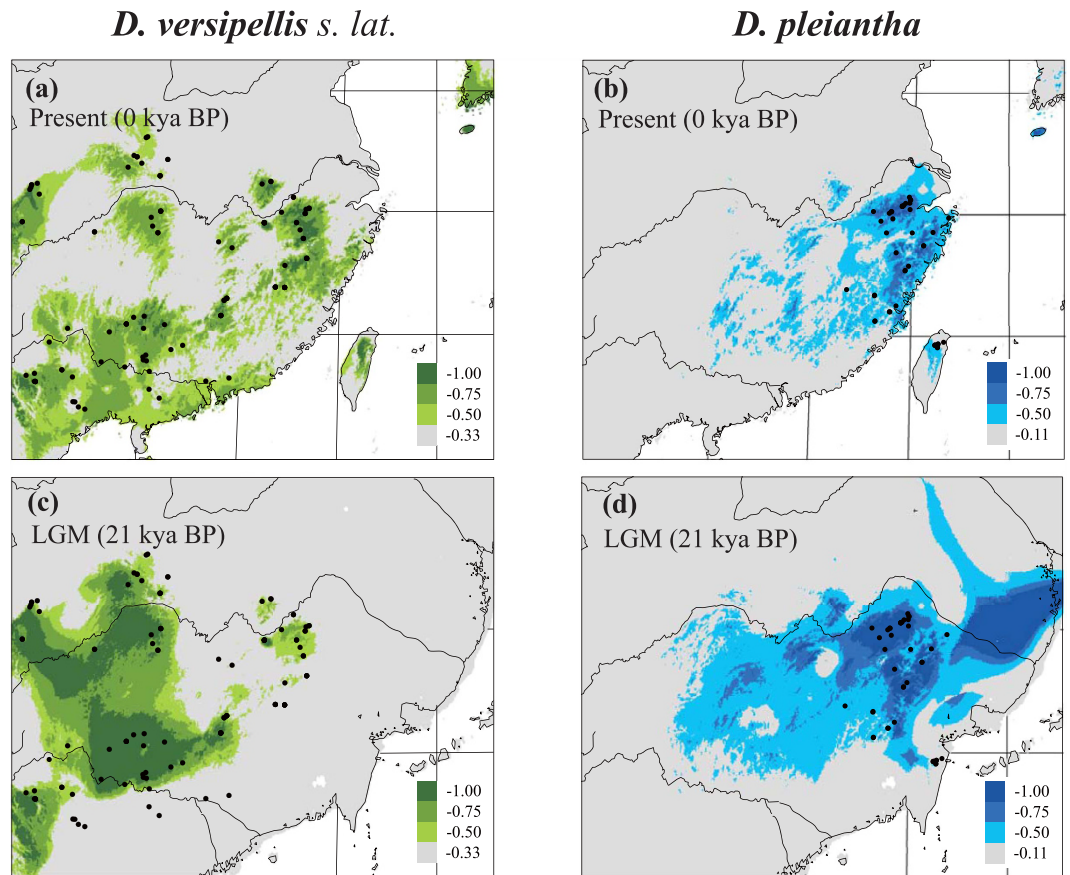 D. versipellis s. lat.
D. pleiantha
(a)
Present (0 kya BP)
-1.00
-0.75
-0.50
-0.33
(b)
Present (0 kya BP)
-1.00
-0.75
-0.50
-0.11
(c)
LGM (21 kya BP)
-1.00
-0.75
-0.50
-0.33
(d)
LGM (21 kya BP)
-1.00
-0.75
-0.50
-0.11